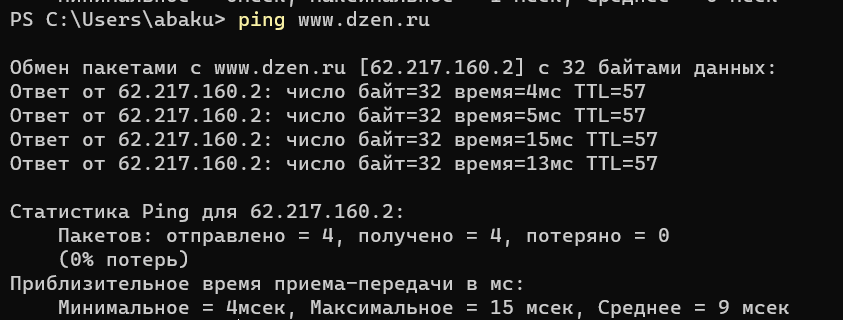 PS C:\Users\abaku> ping www.dzen.ru
Обмен пакетами с www.dzen.ru [62.217.160.2] с 32 байтами данных:
Ответ от 62.217.160.2: число байт=32 время=4мс TTL=57
Ответ от 62.217.160.2: число байт=32 время=5мс TTL=57
Ответ от 62.217.160.2: число байт=32 время=15мс TTL=57
Ответ от 62.217.160.2: число байт=32 время=13мс TTL=57
Статистика Ping для 62.217.160.2:
    Пакетов: отправлено = 4, получено = 4, потеряно = 0
    (0% потерь)
Приблизительное время приема-передачи в мс:
    Минимальное = 4мсек, Максимальное = 15 мсек, Среднее = 9 мсек